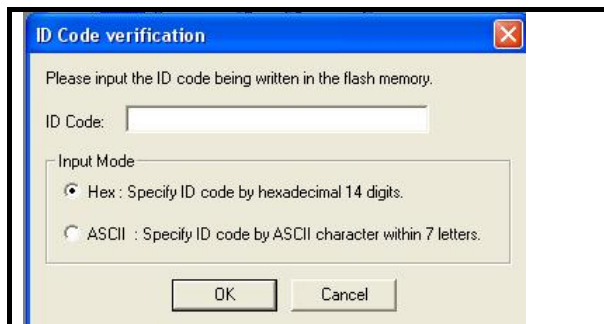 ID Code verification
Please input the ID code being written in the flash memory.
ID Code:
Input Mode
Hex : Specify ID code by hexadecimal 14 digits.
ASCII : Specify ID code by ASCII character within 7 letters.
OK Cancel